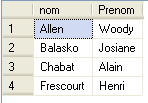 nom Prenom
1 Allen Woody
2 Balasko Josiane
3 Chabat Alain
4 Frescourt Henri